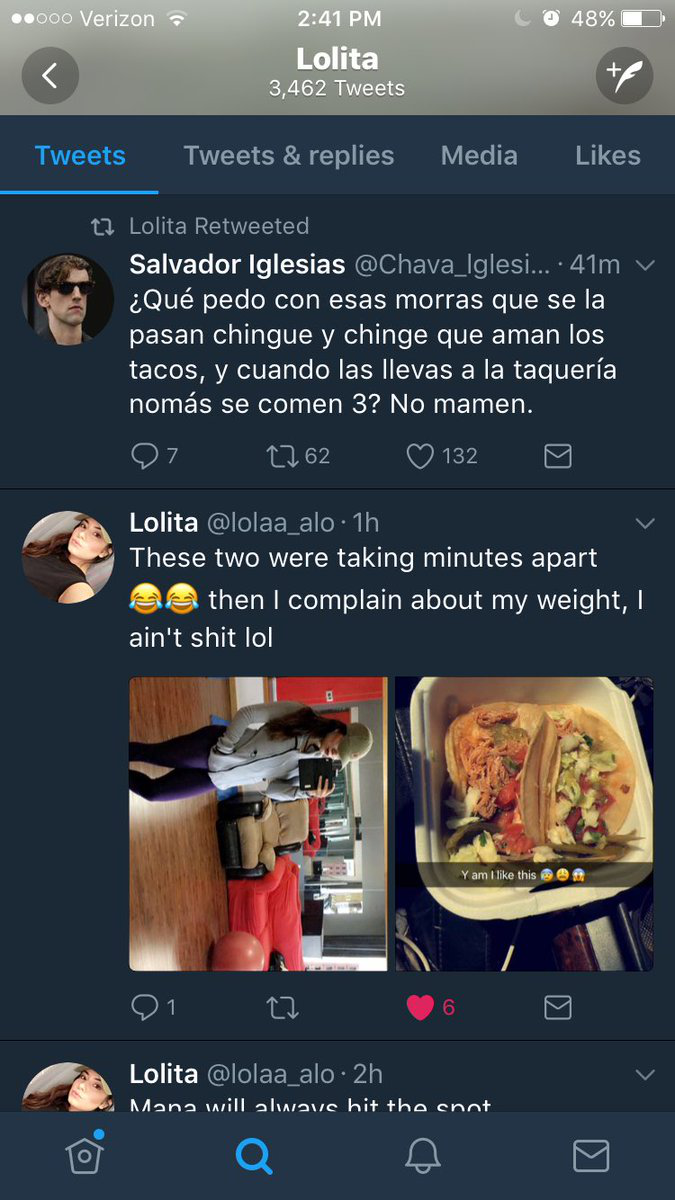 Verizon 2:41 PM 48%
Lolita
3,462 Tweets
Tweets Tweets & replies Media Likes
Lolita Retweeted
Salvador Iglesias @Chava_Iglesi... · 41m
¿Qué pedo con esas morras que se la
pasan chingue y chinge que aman los
tacos, y cuando las llevas a la taquería
nomás se comen 3? No mamen.
7 62 132
Lolita @lolaa_alo · 1h
These two were taking minutes apart
😂😂 then I complain about my weight, I
ain't shit lol
Y am I like this 😰😩😱
1 6
Lolita @lolaa_alo · 2h
Mana will always hit the spot